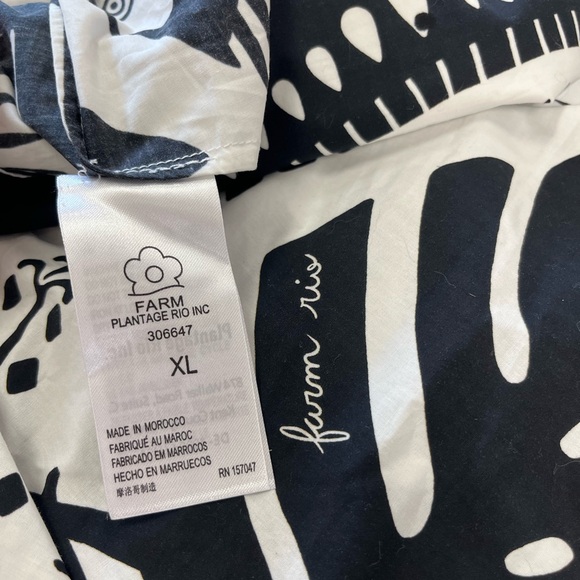 FARM
PLANTAGE RIO INC
306647
XL
MADE IN MOROCCO
FABRIQUÉ AU MAROC
FABRICADO EM MARROCOS
HECHO EN MARRUECOS
摩洛哥制造
RN 157047
farm rio